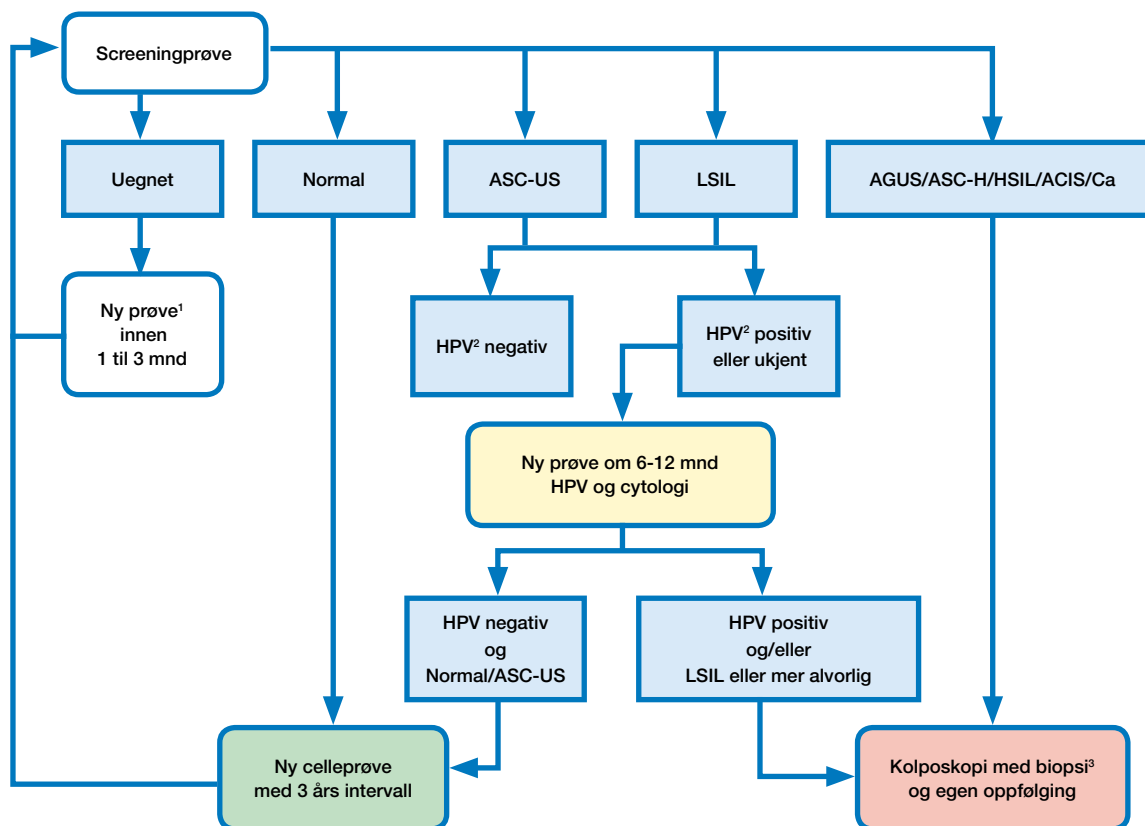 Screeningprøve
Uegnet
Normal
ASC-US
LSIL
AGUS/ASC-H/HSIL/ACIS/Ca
Ny prøve¹
innen
1 til 3 mnd
HPV² negativ
HPV² positiv
eller ukjent
Ny prøve om 6-12 mnd
HPV og cytologi
HPV negativ
og
Normal/ASC-US
HPV positiv
og/eller
LSIL eller mer alvorlig
Ny celleprøve
med 3 års intervall
Kolposkopi med biopsi³
og egen oppfølging